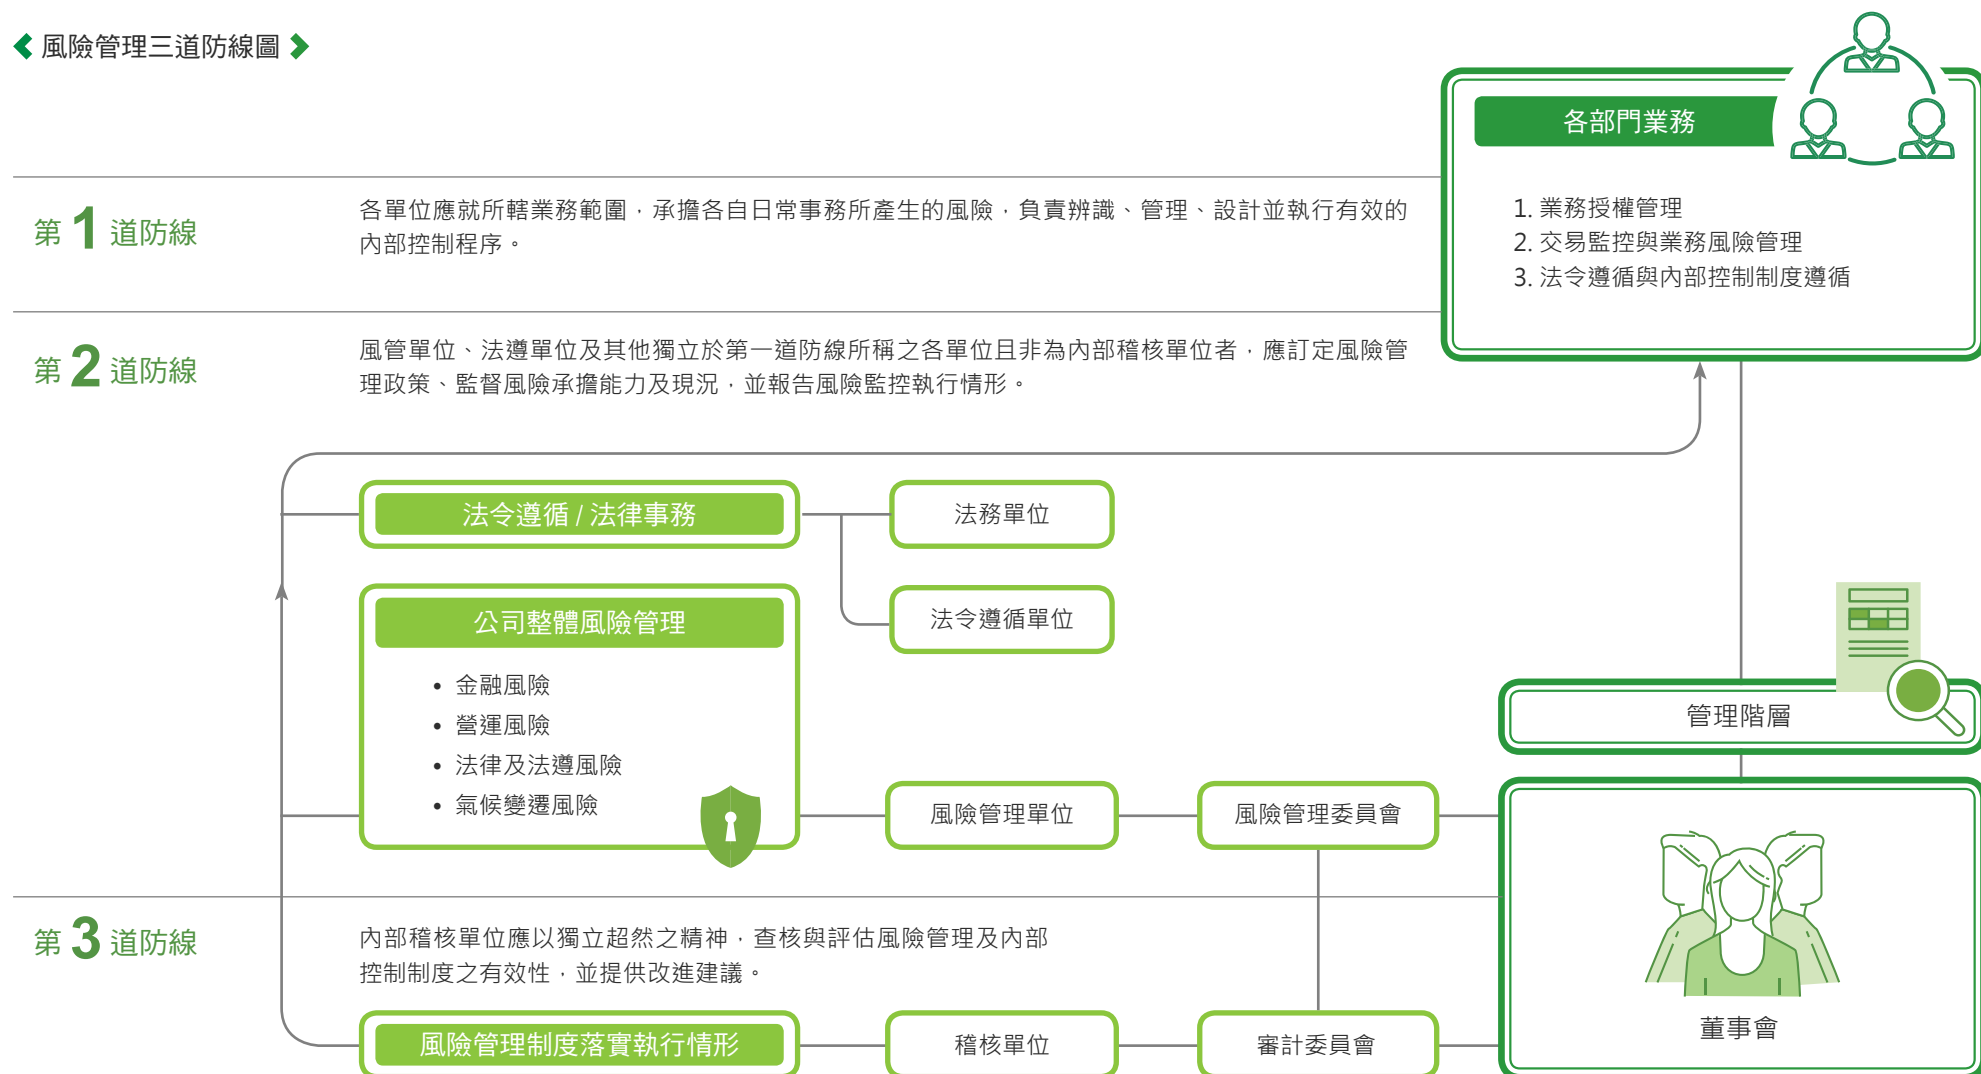 風險管理三道防線圖
各部門業務
1. 業務授權管理
2. 交易監控與業務風險管理
3. 法令遵循與內部控制制度遵循
第 1 道防線
各單位應就所轄業務範圍，承擔各自日常事務所產生的風險，負責辨識、管理、設計並執行有效的
內部控制程序。
第 2 道防線
風管單位、法遵單位及其他獨立於第一道防線所稱之各單位且非為內部稽核單位者，應訂定風險管
理政策、監督風險承擔能力及現況，並報告風險監控執行情形。
法令遵循 / 法律事務
法務單位
法令遵循單位
公司整體風險管理
• 金融風險
• 營運風險
• 法律及法遵風險
• 氣候變遷風險
風險管理單位
風險管理委員會
管理階層
董事會
第 3 道防線
內部稽核單位應以獨立超然之精神，查核與評估風險管理及內部
控制制度之有效性，並提供改進建議。
風險管理制度落實執行情形
稽核單位
審計委員會